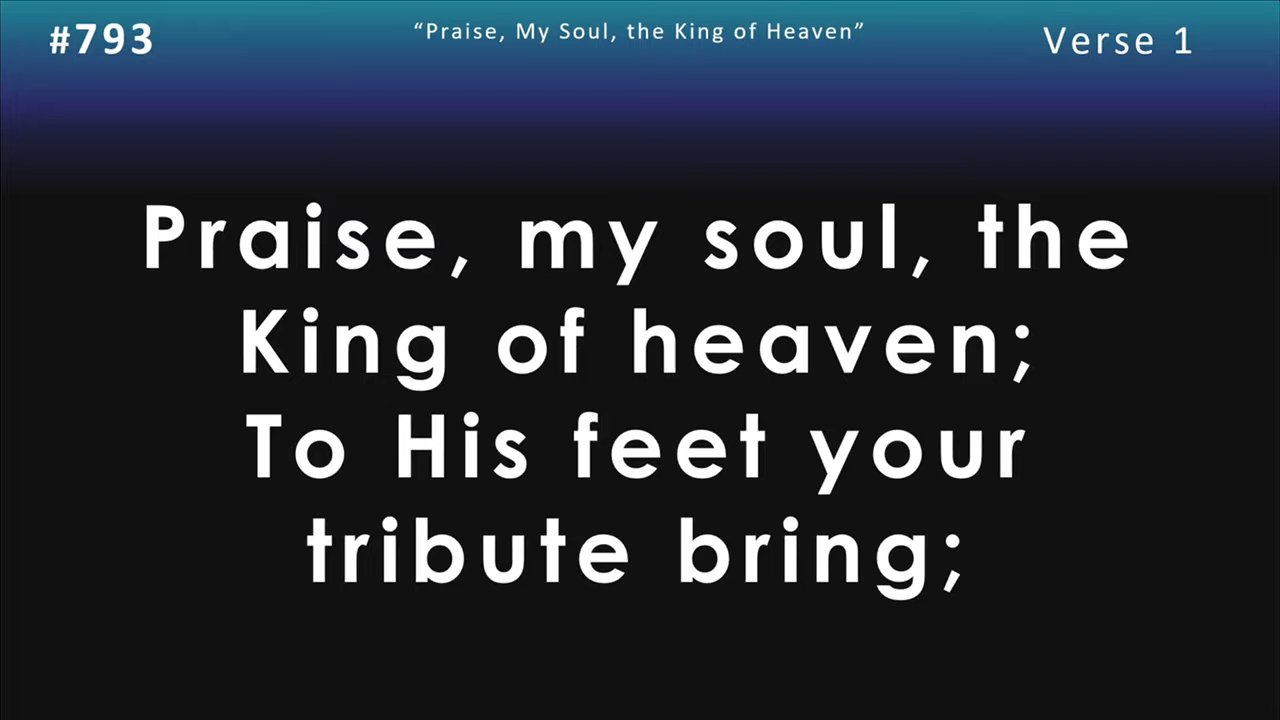 #793
“Praise, My Soul, the King of Heaven”
Verse 1
Praise, my soul, the
King of heaven;
To His feet your
tribute bring;